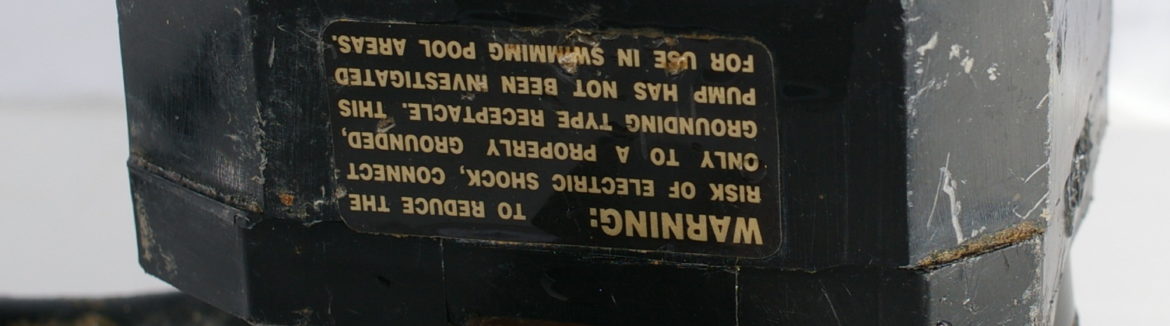 WARNING: TO REDUCE THE
RISK OF ELECTRIC SHOCK, CONNECT
ONLY TO A PROPERLY GROUNDED,
GROUNDING TYPE RECEPTACLE. THIS
PUMP HAS NOT BEEN INVESTIGATED
FOR USE IN SWIMMING POOL AREAS.